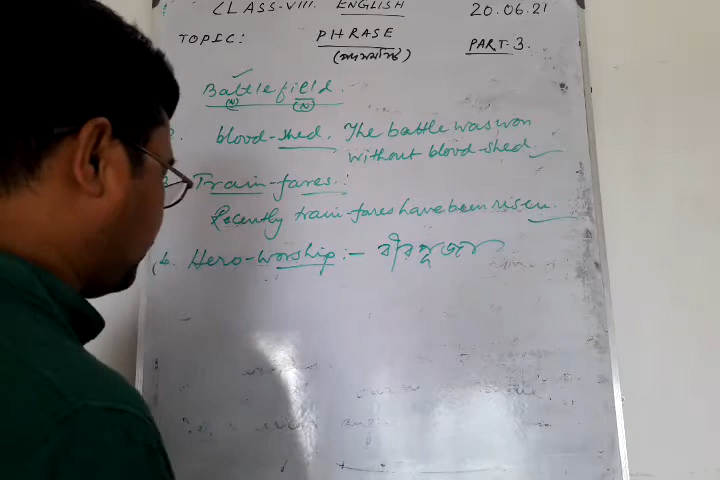 CLASS-VIII. ENGLISH 20.06.21
TOPIC: PHRASE PART-3.
Battlefield.
(N) (N)
blood-shed. The battle was won
without blood-shed.
Train-fares:
Recently train-fares have been risen.
Hero-worship:- বীরপূজা